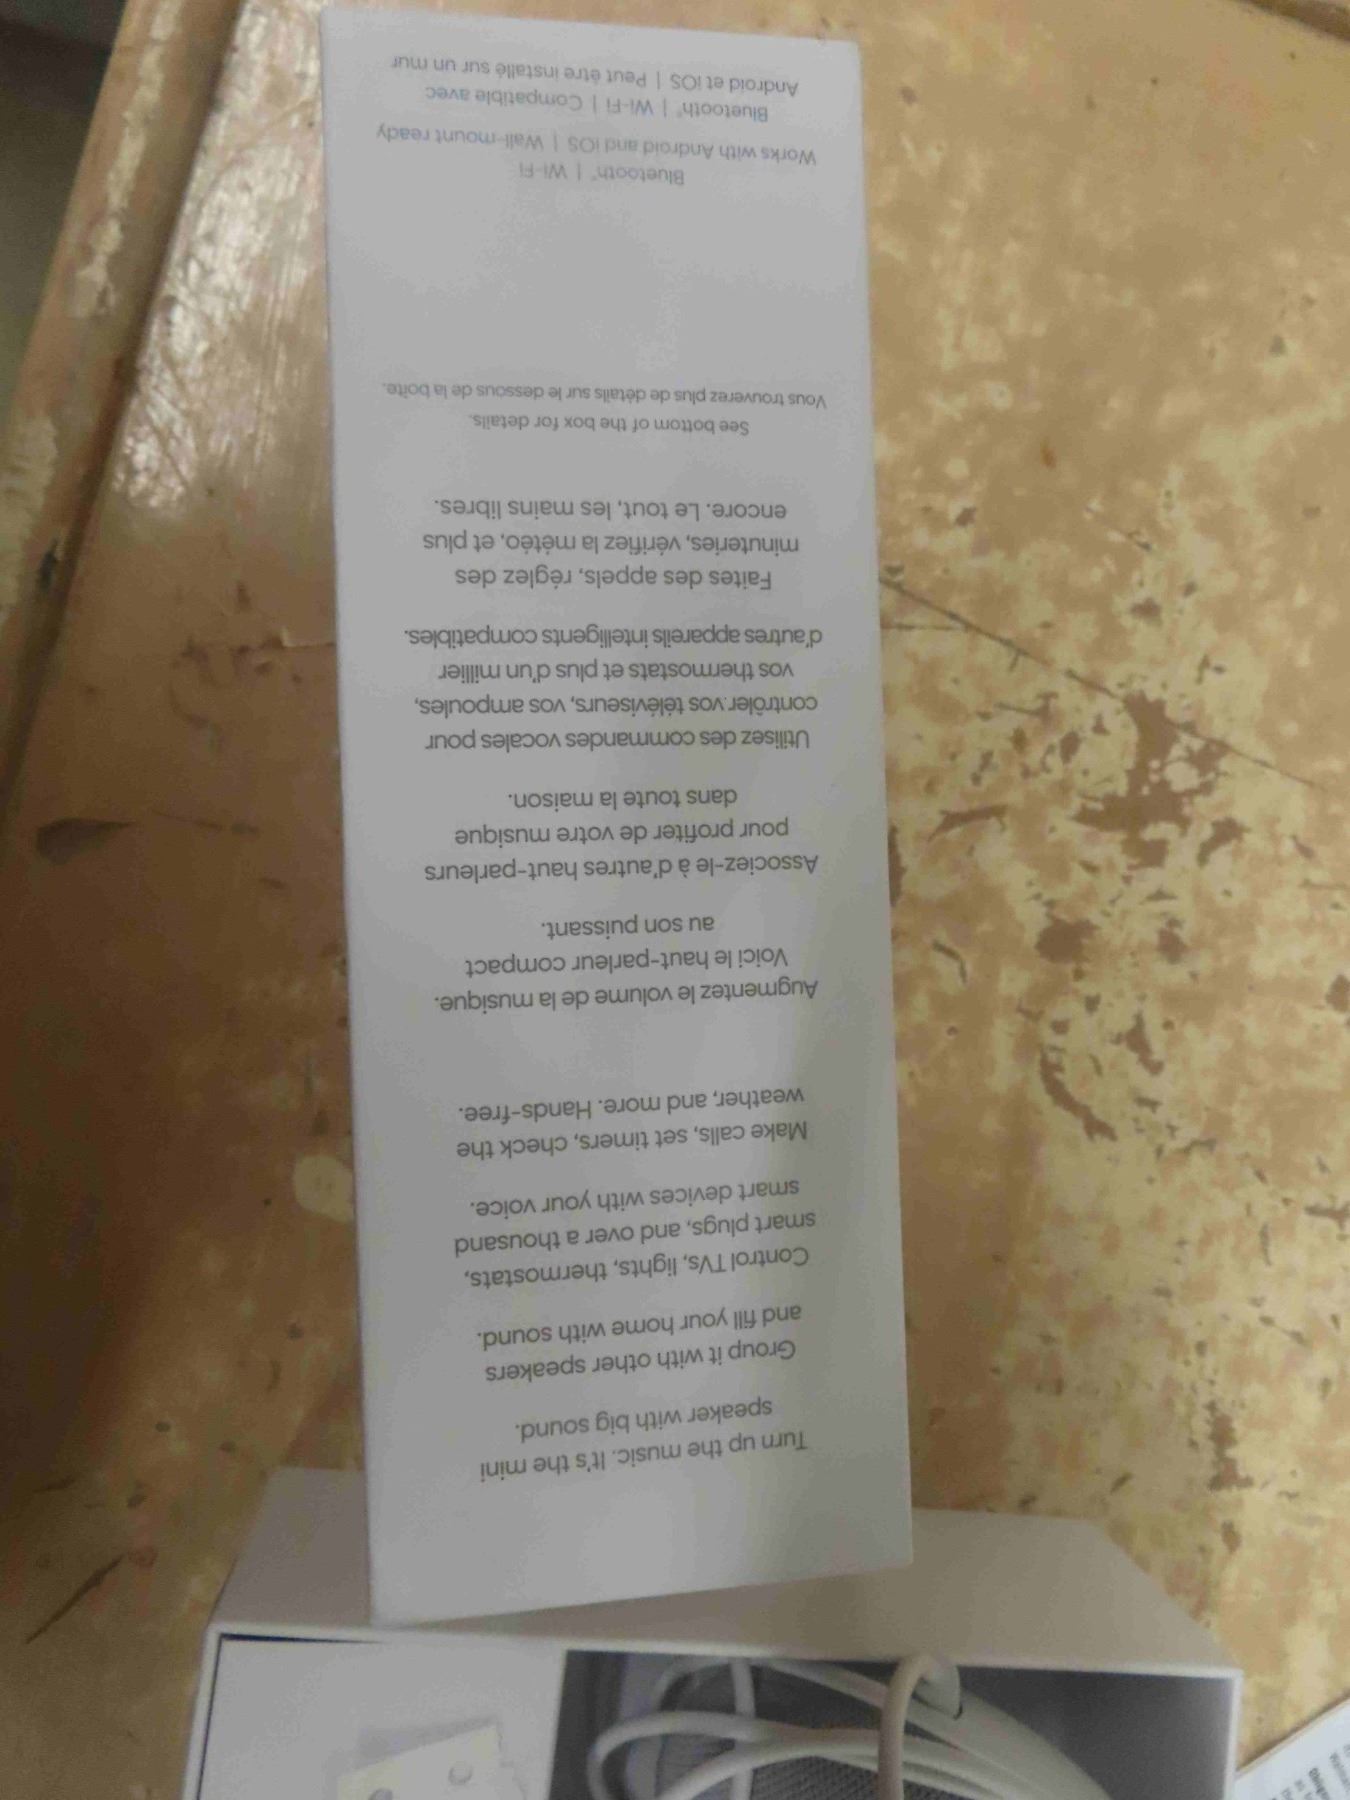 Turn up the music. It's the mini
speaker with big sound.
Group it with other speakers
and fill your home with sound.
Control TVs, lights, thermostats,
smart plugs, and over a thousand
smart devices with your voice.
Make calls, set timers, check the
weather, and more. Hands-free.
Augmentez le volume de la musique.
Voici le haut-parleur compact
au son puissant.
Associez-le à d'autres haut-parleurs
pour profiter de votre musique
dans toute la maison.
Utilisez des commandes vocales pour
contrôler vos téléviseurs, vos ampoules,
vos thermostats et plus d'un millier
d'autres appareils intelligents compatibles.
Faites des appels, réglez des
minuteries, vérifiez la météo, et plus
encore. Le tout, les mains libres.
See bottom of the box for details.
Vous trouverez plus de détails sur le dessous de la boîte.
Bluetooth® | Wi-Fi
Works with Android and iOS | Wall-mount ready
Bluetooth® | Wi-Fi | Compatible avec
Android et iOS | Peut être installé sur un mur